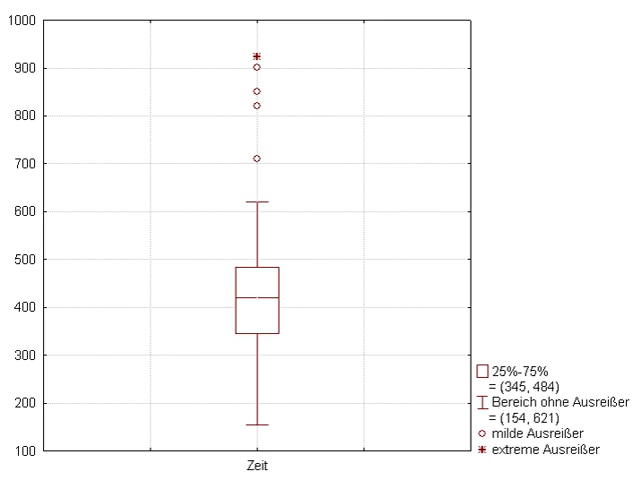 1000
900
800
700
600
500
400
300
200
100
Zeit
25%-75%
= (345, 484)
Bereich ohne Ausreißer
= (154, 621)
milde Ausreißer
extreme Ausreißer